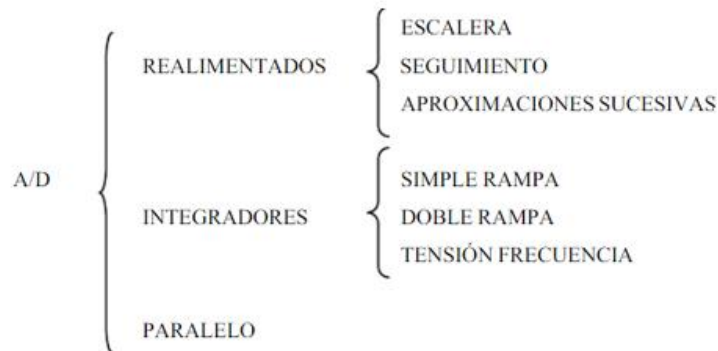 A/D
REALIMENTADOS
ESCALERA
SEGUIMIENTO
APROXIMACIONES SUCESIVAS
INTEGRADORES
SIMPLE RAMPA
DOBLE RAMPA
TENSIÓN FRECUENCIA
PARALELO